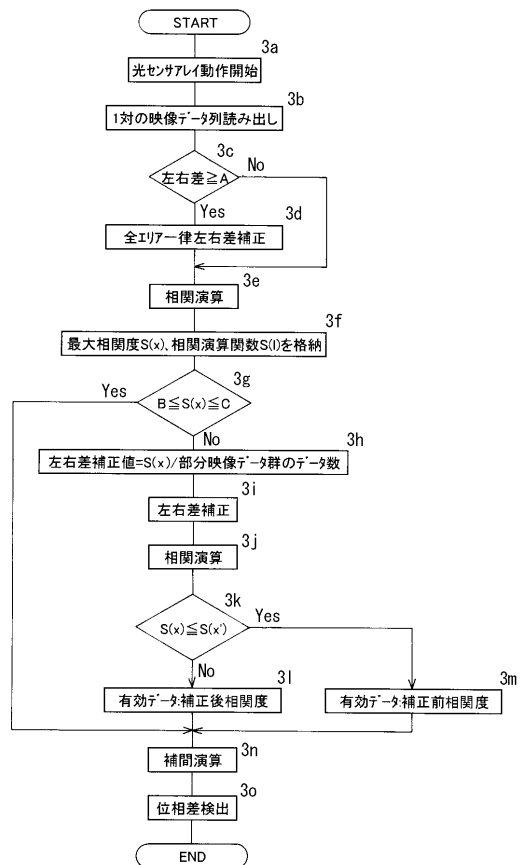 START
3a
光センサアレイ動作開始
3b
1対の映像データ列読み出し
3c
左右差≧A
No
Yes
3d
全エリア一律左右差補正
3e
相関演算
3f
最大相関度S(x)、相関演算関数S(l)を格納
3g
Yes
B≦S(x)≦C
No
3h
左右差補正値=S(x)/部分映像データ群のデータ数
3i
左右差補正
3j
相関演算
3k
S(x)≦S(x')
Yes
No
3l
有効データ:補正後相関度
3m
有効データ:補正前相関度
3n
補間演算
3o
位相差検出
END